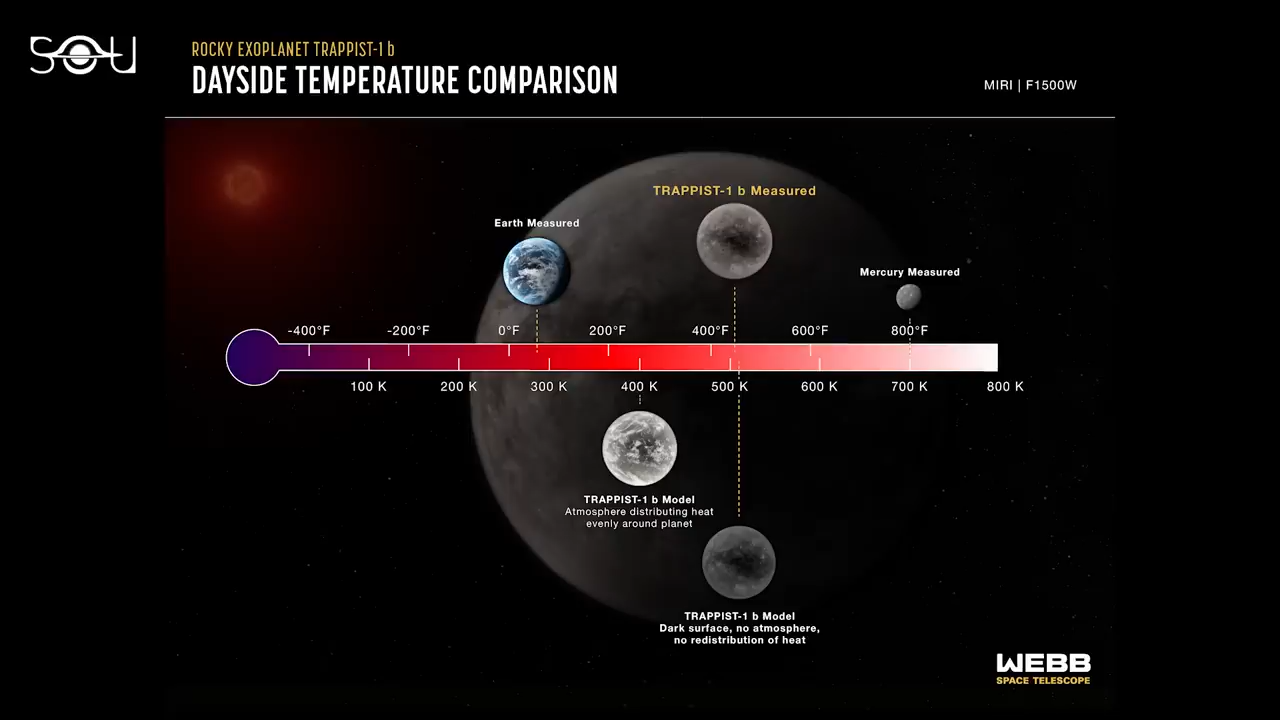 SOU
ROCKY EXOPLANET TRAPPIST-1 b
DAYSIDE TEMPERATURE COMPARISON
MIRI | F1500W
TRAPPIST-1 b Measured
Earth Measured
Mercury Measured
-400°F -200°F 0°F 200°F 400°F 600°F 800°F
100 K 200 K 300 K 400 K 500 K 600 K 700 K 800 K
TRAPPIST-1 b Model
Atmosphere distributing heat
evenly around planet
TRAPPIST-1 b Model
Dark surface, no atmosphere,
no redistribution of heat
WEBB
SPACE TELESCOPE